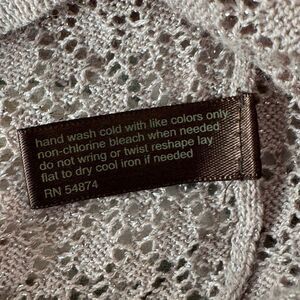 hand wash cold with like colors only
non-chlorine bleach when needed
do not wring or twist reshape lay
flat to dry cool iron if needed
RN 54874